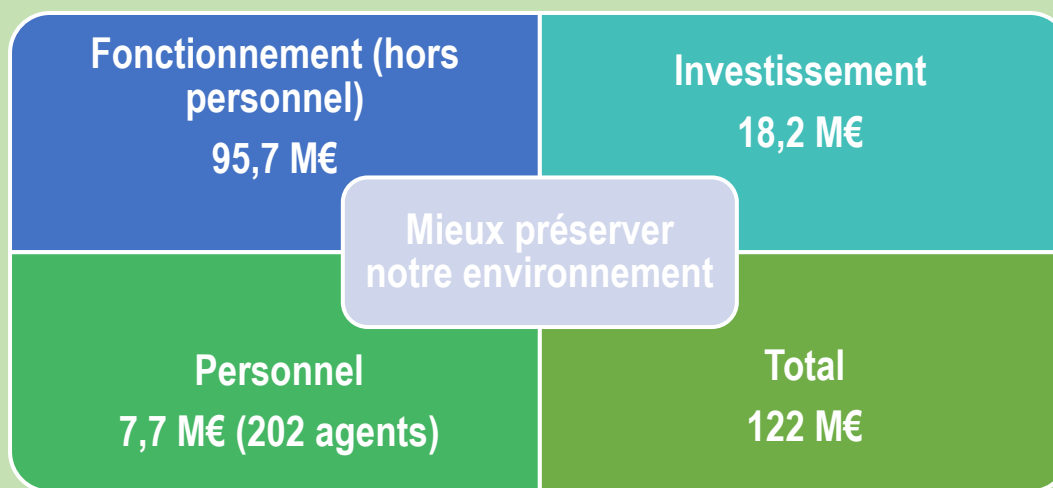 Fonctionnement (hors
personnel)
95,7 M€
Investissement
18,2 M€
Mieux préserver
notre environnement
Personnel
7,7 M€ (202 agents)
Total
122 M€